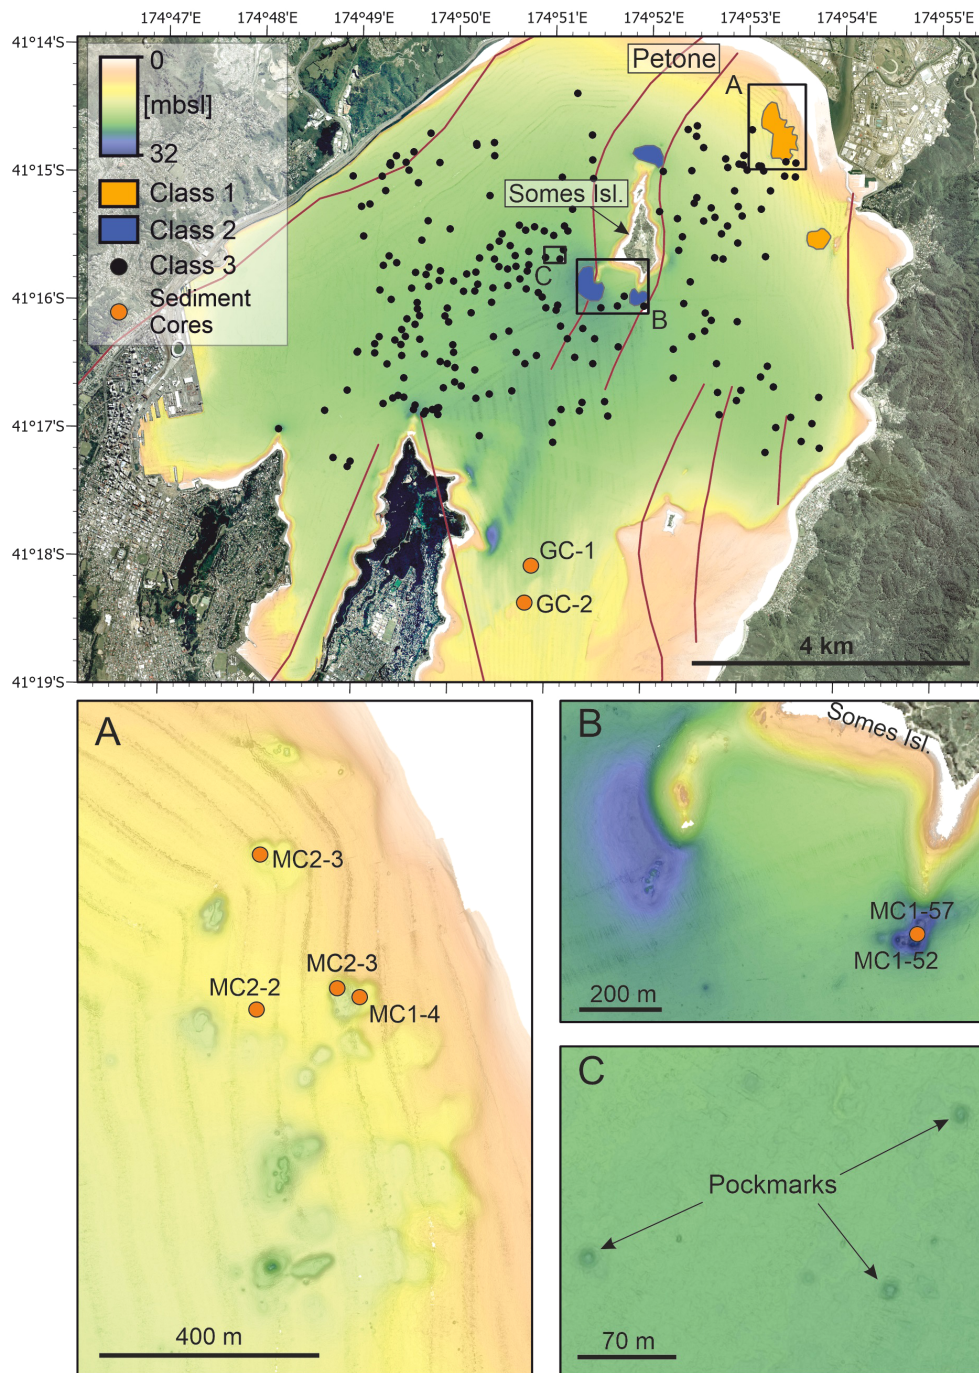 174°47'E 174°48'E 174°49'E 174°50'E 174°51'E 174°52'E 174°53'E 174°54'E 174°55'E
41°14'S
41°15'S
41°16'S
41°17'S
41°18'S
41°19'S
0
[mbsl]
32
Class 1
Class 2
Class 3
Sediment
Cores
Petone
A
Somes Isl.
C
B
GC-1
GC-2
4 km
A
MC2-3
MC2-3
MC2-2
MC1-4
400 m
B
Somes Isl.
MC1-57
MC1-52
200 m
C
Pockmarks
70 m